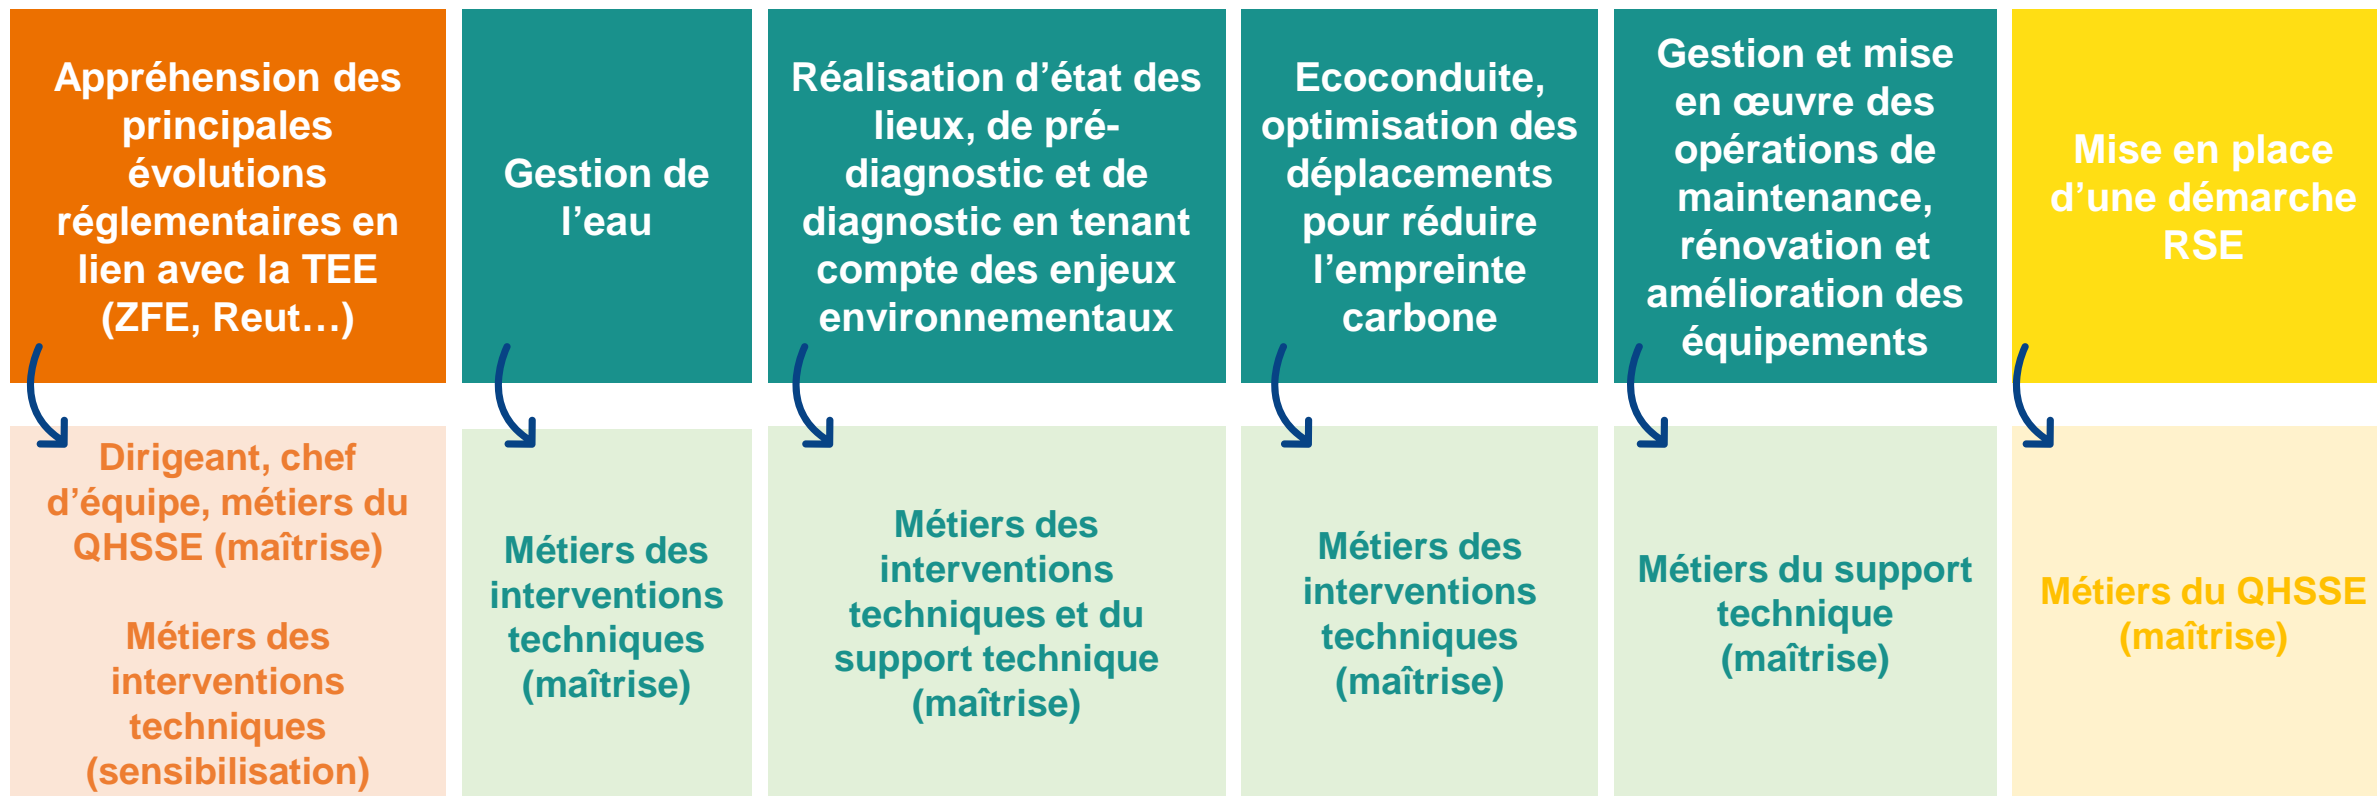 Appréhension des
principales
évolutions
réglementaires en
lien avec la TEE
(ZFE, Reut…)
Gestion de
l’eau
Réalisation d’état des
lieux, de pré-
diagnostic et de
diagnostic en tenant
compte des enjeux
environnementaux
Ecoconduite,
optimisation des
déplacements
pour réduire
l’empreinte
carbone
Gestion et mise
en œuvre des
opérations de
maintenance,
rénovation et
amélioration des
équipements
Mise en place
d’une démarche
RSE
Dirigeant, chef
d’équipe, métiers du
QHSSE (maîtrise)
Métiers des
interventions
techniques
(sensibilisation)
Métiers des
interventions
techniques
(maîtrise)
Métiers des
interventions
techniques et du
support technique
(maîtrise)
Métiers des
interventions
techniques
(maîtrise)
Métiers du support
technique
(maîtrise)
Métiers du QHSSE
(maîtrise)